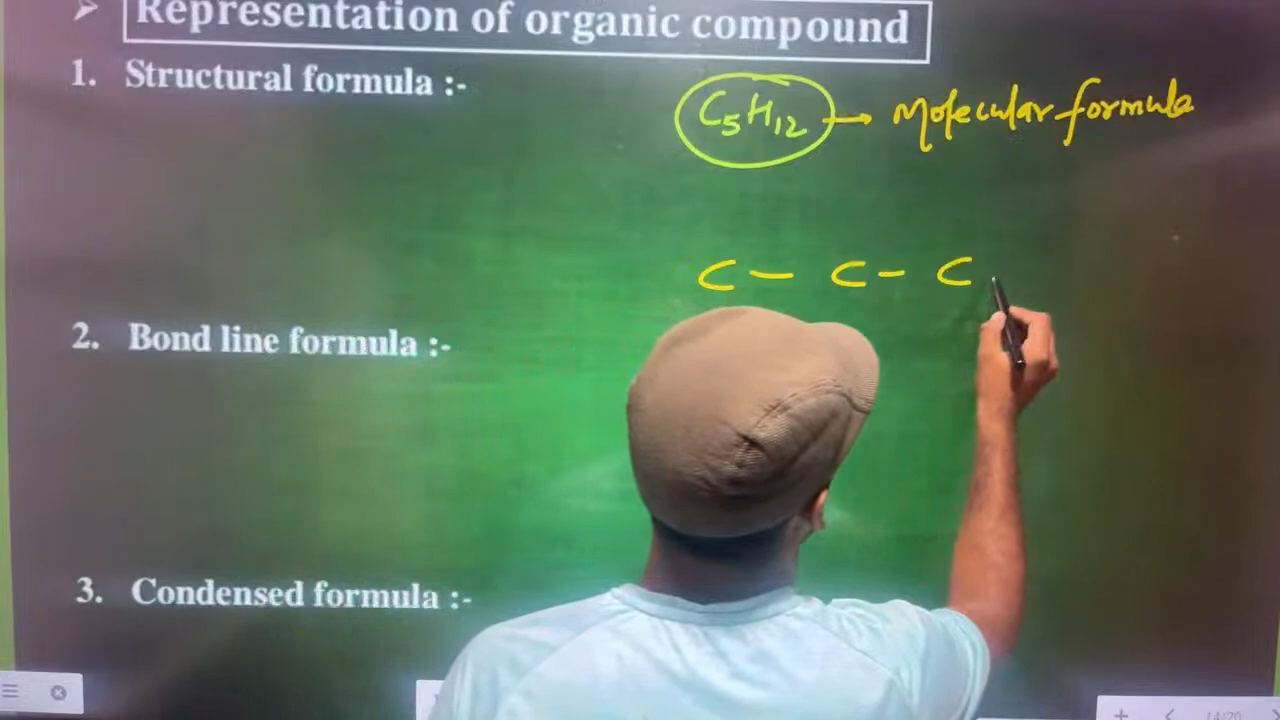 ➤ Representation of organic compound
1. Structural formula :-
C₅H₁₂ → Molecular formula
C - C - C
2. Bond line formula :-
3. Condensed formula :-